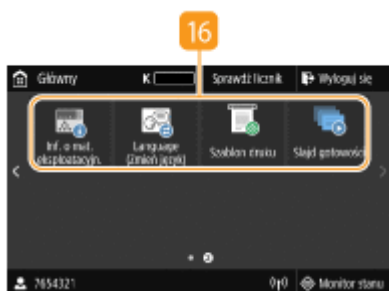 16
Główny K Sprawdź licznik Wyloguj się
Inf. o mat. eksploatacyjn.
Language (Zmień język)
Szablon druku
Slajd gotowości
2
7654321 Monitor stanu